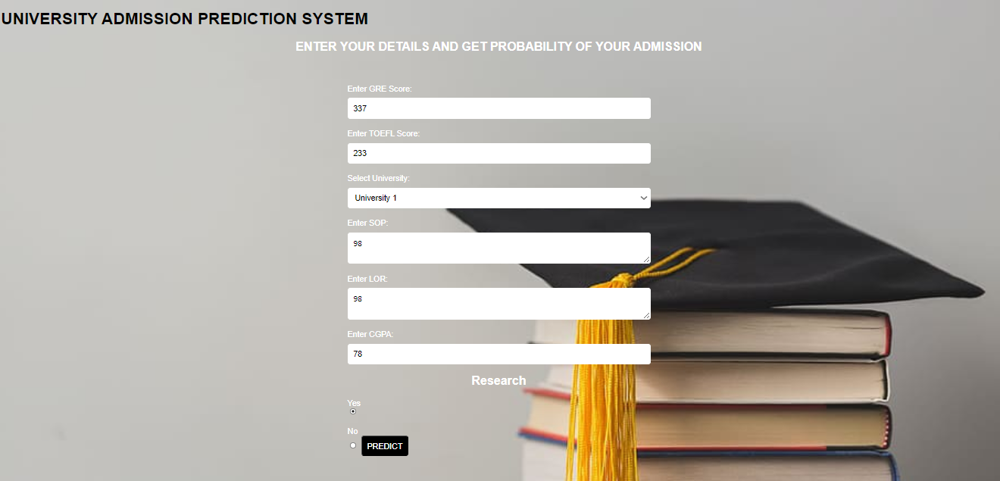 UNIVERSITY ADMISSION PREDICTION SYSTEM
ENTER YOUR DETAILS AND GET PROBABILITY OF YOUR ADMISSION
Enter GRE Score:
337
Enter TOEFL Score:
233
Select University:
University 1
Enter SOP:
98
Enter LOR:
98
Enter CGPA:
78
Research
Yes
No
PREDICT